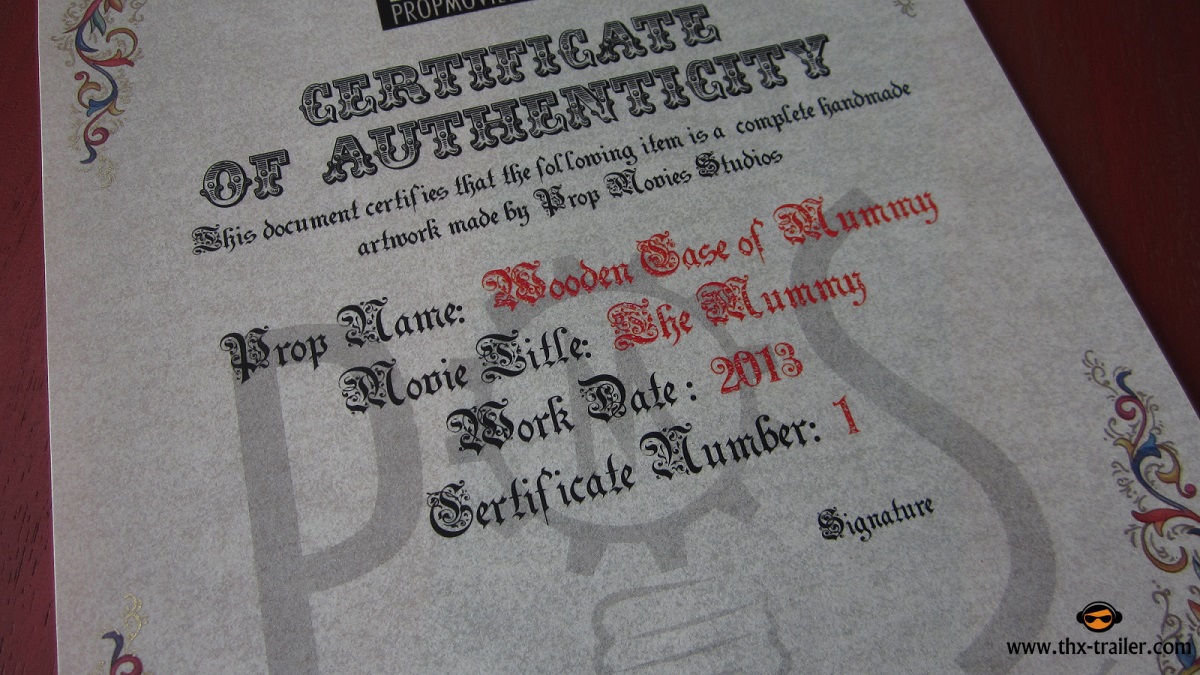 CERTIFICATE
OF AUTHENTICITY
This document certifies that the following item is a complete handmade
artwork made by Prop Movies Studios
Prop Name: Wooden Case of Mummy
Movie Title: The Mummy
Work Date : 2013
Certificate Number: 1
Signature
www.thx-trailer.com